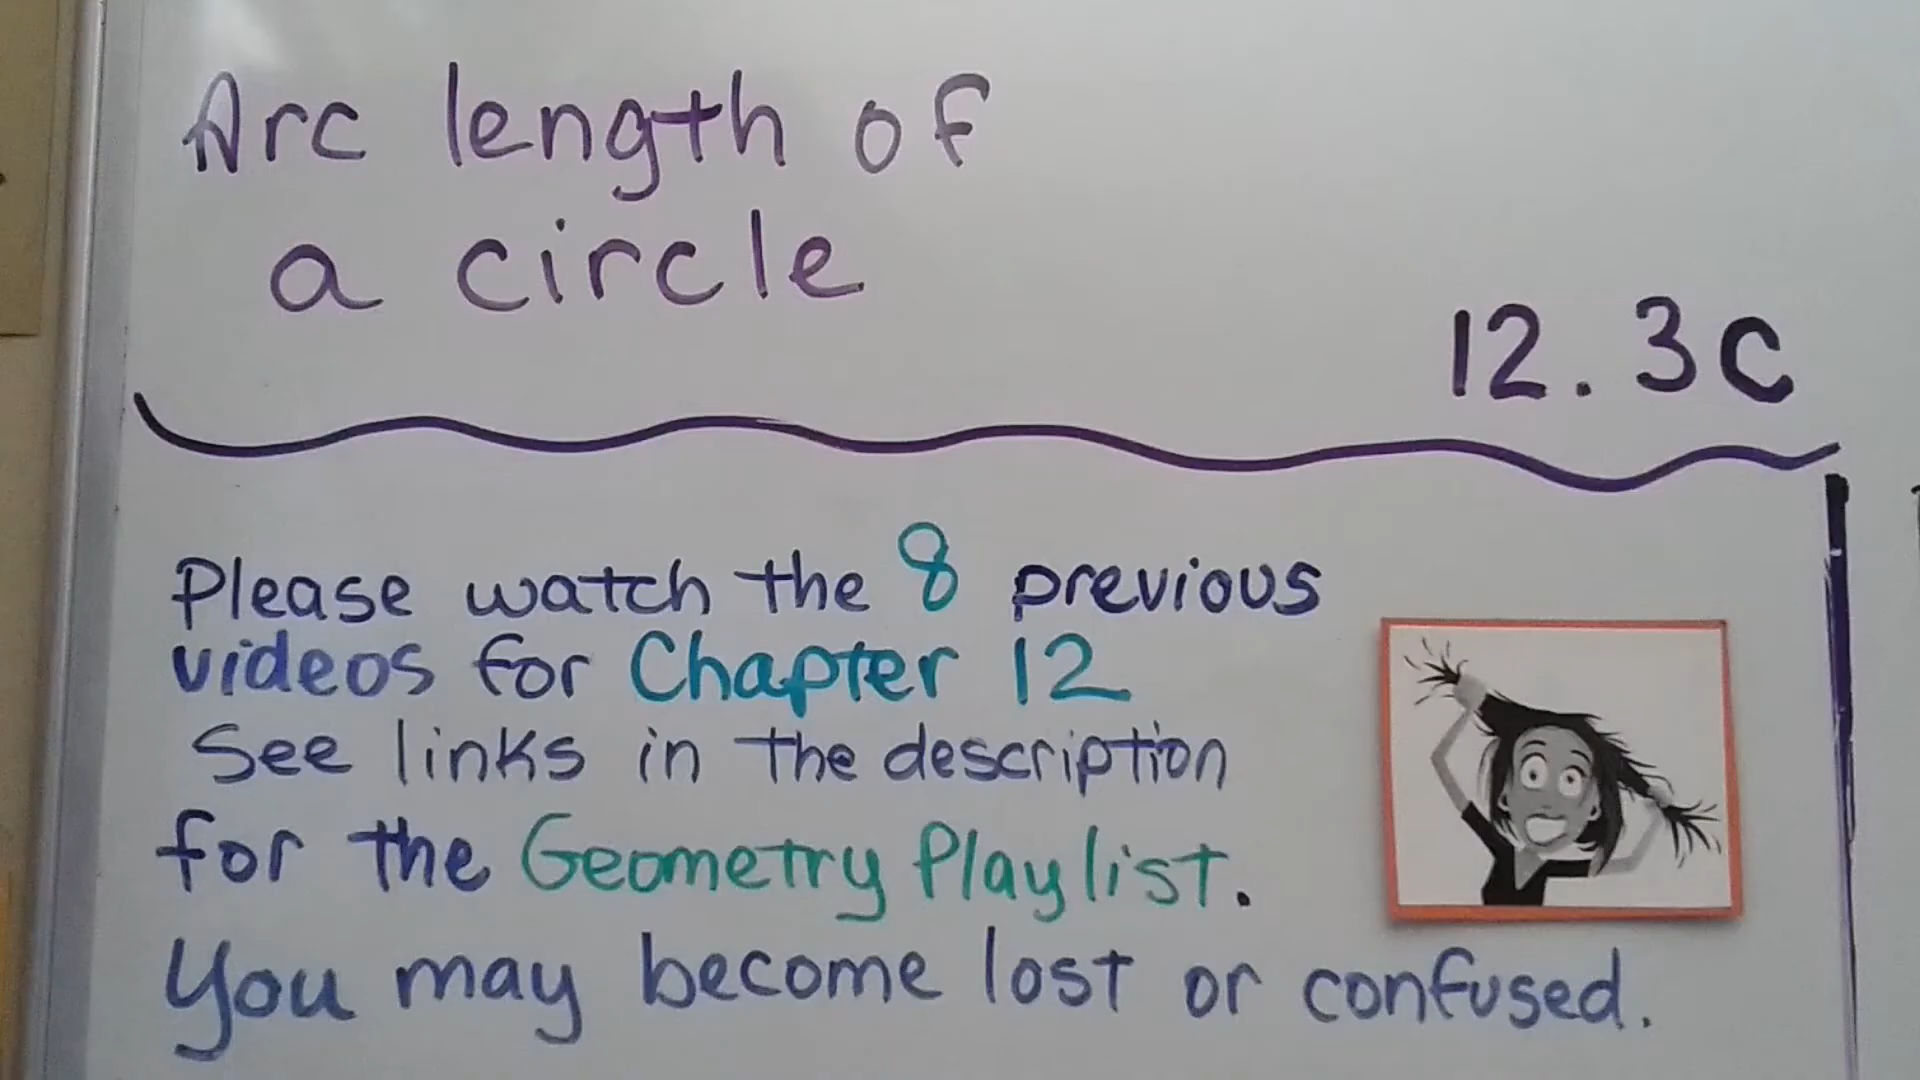 Arc length of
a circle
12.3C
Please watch the 8 previous
videos for Chapter 12
See links in the description
for the Geometry Playlist.
You may become lost or confused.